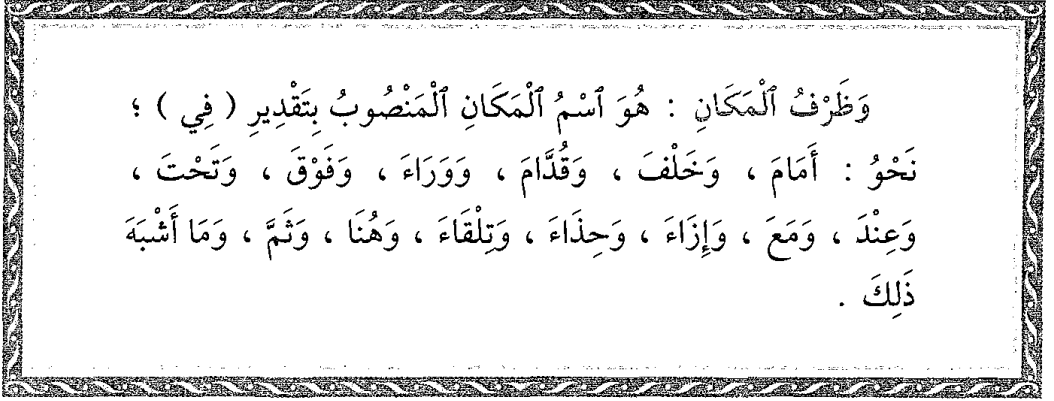 وَظَرْفُ ٱلْمَكَانِ : هُوَ ٱسْمُ ٱلْمَكَانِ ٱلْمَنْصُوبُ بِتَقْدِيرِ ( فِي ) ؛
نَحْوُ : أَمَامَ ، وَخَلْفَ ، وَقُدَّامَ ، وَوَرَاءَ ، وَفَوْقَ ، وَتَحْتَ ،
وَعِنْدَ ، وَمَعَ ، وَإِزَاءَ ، وَحِذَاءَ ، وَتِلْقَاءَ ، وَهُنَا ، وَثَمَّ ، وَمَا أَشْبَهَ
ذَلِكَ .